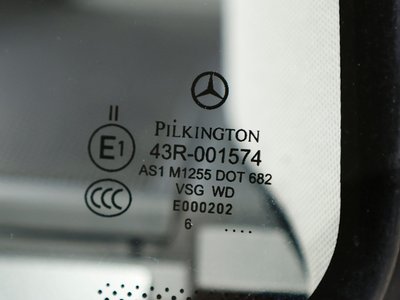 II
PILKINGTON
E1
43R-001574
AS1 M1255 DOT 682
CCC
VSG WD
E000202
6 ....